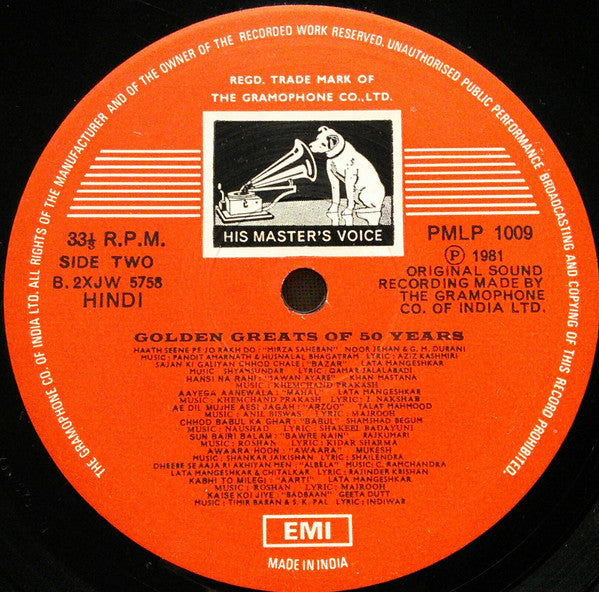 THE GRAMOPHONE CO. OF INDIA LTD. ALL RIGHTS OF THE MANUFACTURER AND OF THE OWNER OF THE RECORDED WORK RESERVED. UNAUTHORISED PUBLIC PERFORMANCE BROADCASTING AND COPYING OF THIS RECORD PROHIBITED.
REGD. TRADE MARK OF
THE GRAMOPHONE CO., LTD.
HIS MASTER'S VOICE
33⅓ R.P.M.
SIDE TWO
B. 2XJW 5758
HINDI
PMLP 1009
Ⓟ 1981
ORIGINAL SOUND
RECORDING MADE BY
THE GRAMOPHONE
CO. OF INDIA LTD.
GOLDEN GREATS OF 50 YEARS
HAATH SEENE PE JO RAKH DO: "MIRZA SAHEBAN" NOOR JEHAN & G. M. DURANI
MUSIC: PANDIT AMARNATH & HUSNALAL BHAGATRAM LYRIC: AZIZ KASHMIRI
SAJAN KI GALIYAN CHHOD CHALE: "BAZAR" LATA MANGESHKAR
MUSIC: SHYAMSUNDAR LYRIC: QAMAR JALALABADI
HANSI NA RAHI: "SAWAN AYARE" KHAN MASTANA
MUSIC: KHEMCHAND PRAKASH
AAYEGA AANEWALA: "MAHAL" LATA MANGESHKAR
MUSIC: KHEMCHAND PRAKASH LYRIC: J. NAKSHAB
AE DIL MUJHE AESI JAGAH: "ARZOO" TALAT MAHMOOD
MUSIC: ANIL BISWAS LYRIC: MAJROOH
CHHOD BABUL KA GHAR: "BABUL" SHAMSHAD BEGUM
MUSIC: NAUSHAD LYRIC: SHAKEEL BADAYUNI
SUN BAIRI BALAM: "BAWRE NAIN" RAJKUMARI
MUSIC: ROSHAN LYRIC: KIDAR SHARMA
AWAARA HOON: "AWAARA" MUKESH
MUSIC: SHANKAR JAIKISHAN LYRIC: SHAILENDRA
DHEERE SE AAJA RI AKHIYAN MEN: "ALBELA" MUSIC: C. RAMCHANDRA
LATA MANGESHKAR & CHITALKAR LYRIC: RAJINDER KRISHAN
KABHI TO MILEGI: "AARTI" LATA MANGESHKAR
MUSIC: ROSHAN LYRIC: MAJROOH
KAISE KOI JIYE: "BADBAAN" GEETA DUTT
MUSIC: TIMIR BARAN & S. K. PAL LYRIC: INDIWAR
EMI
MADE IN INDIA